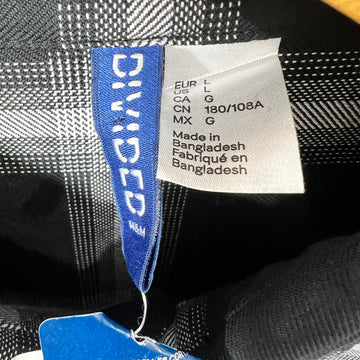 DIVIDED
H&M
EUR L
US L
CA G
CN 180/108A
MX G
Made in
Bangladesh
Fabriqué en
Bangladesh